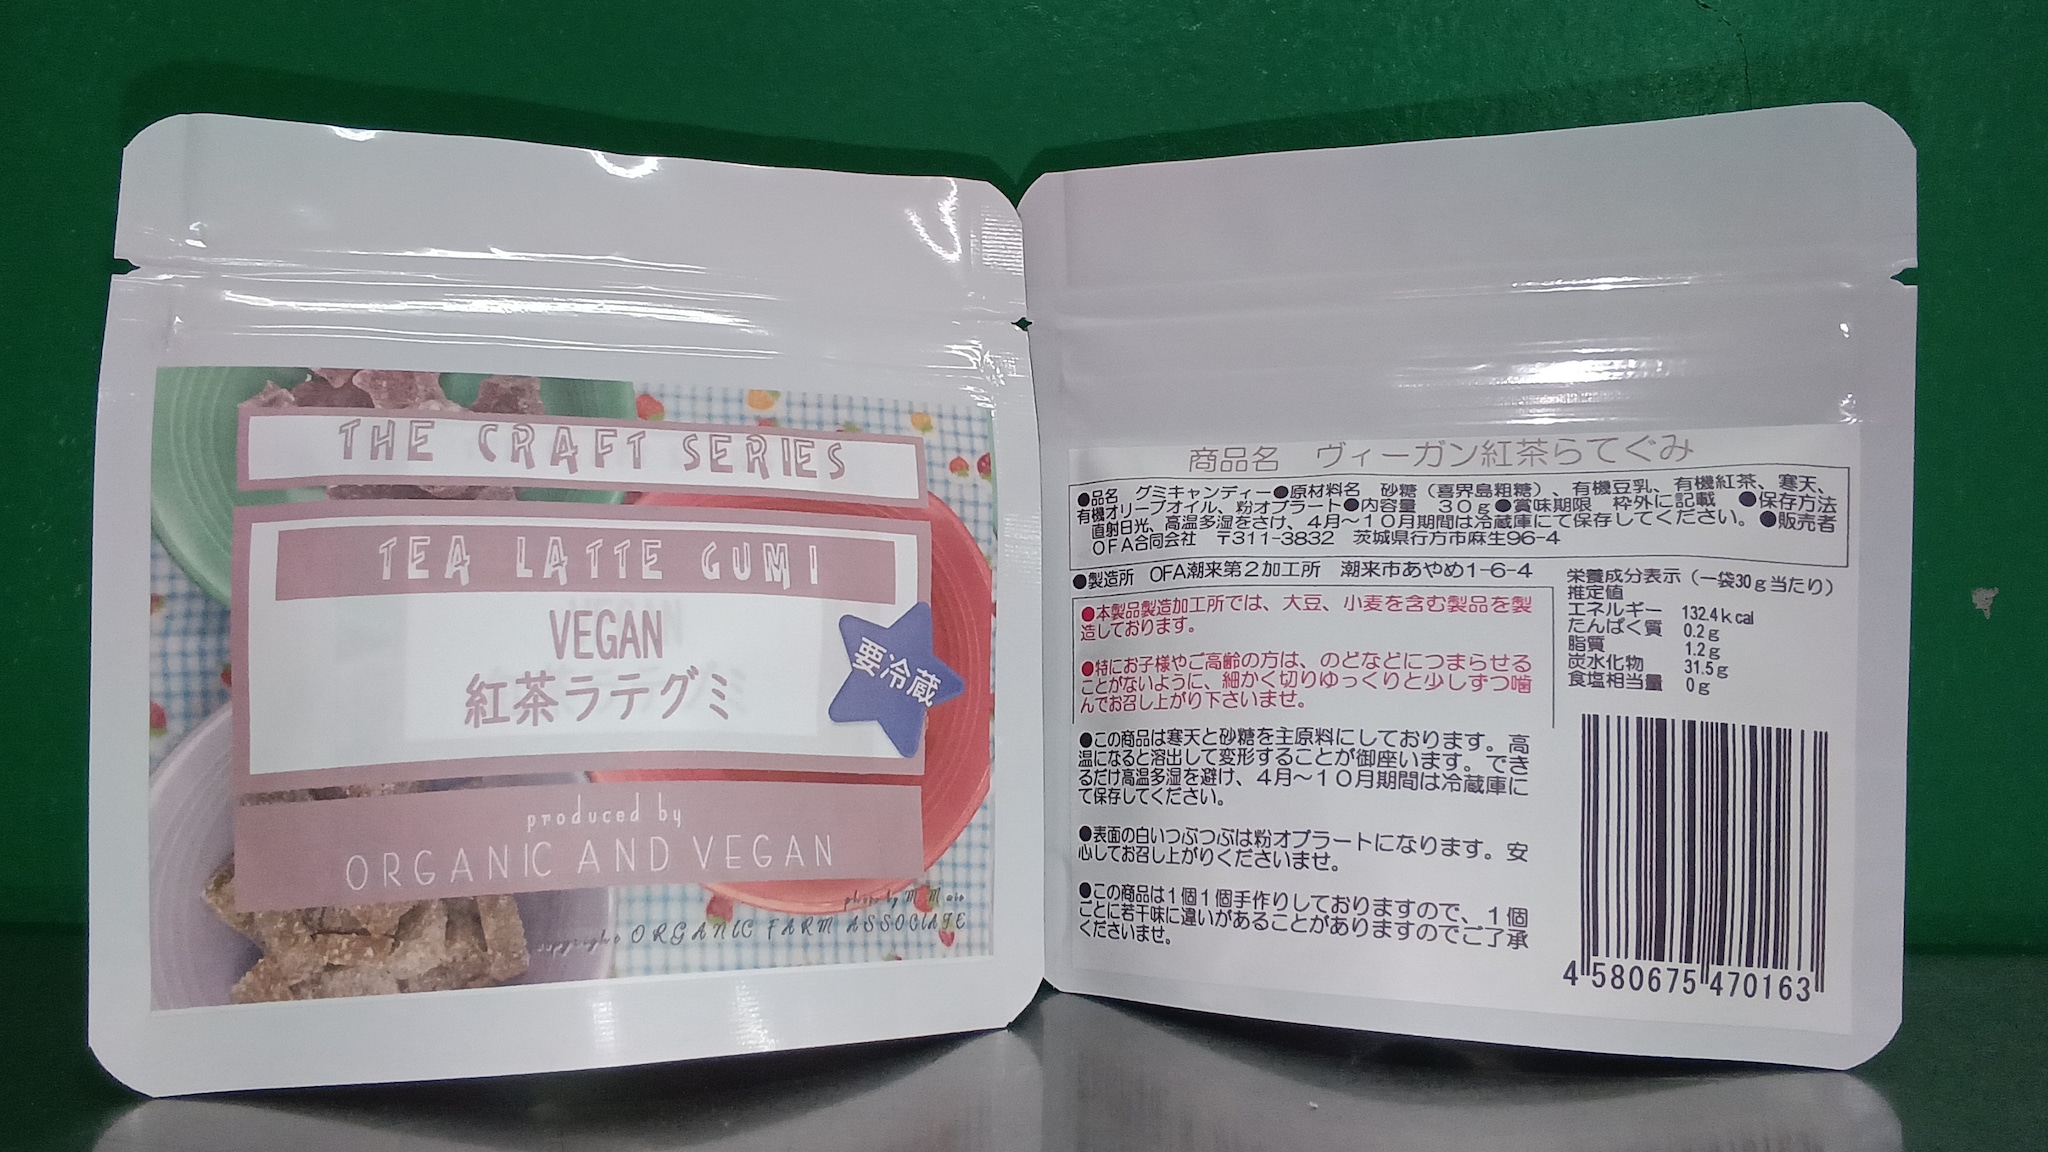 THE CRAFT SERIES
TEA LATTE GUMI
VEGAN
紅茶ラテグミ
要冷蔵
produced by
ORGANIC AND VEGAN
photo by
ORGANIC FARM ASSOCIATE
商品名 ヴィーガン紅茶らてぐみ
●品名 グミキャンディー●原材料名 砂糖（喜界島粗糖）、有機豆乳、有機紅茶、寒天、
有機オリーブオイル、粉オブラート●内容量 30g●賞味期限 枠外に記載 ●保存方法
直射日光、高温多湿をさけ、4月～10月期間は冷蔵庫にて保存してください。●販売者
OFA合同会社 〒311-3832 茨城県行方市麻生96-4
●製造所 OFA潮来第2加工所 潮来市あやめ1-6-4
●本製品製造加工所では、大豆、小麦を含む製品を製
造しております。
●特にお子様やご高齢の方は、のどなどにつまらせる
ことがないように、細かく切りゆっくりと少しずつ噛
んでお召し上がり下さいませ。
●この商品は寒天と砂糖を主原料にしております。高
温になると溶出して変形することが御座います。でき
るだけ高温多湿を避け、4月～10月期間は冷蔵庫に
て保存してください。
●表面の白いつぶつぶは粉オブラートになります。安
心してお召し上がりくださいませ。
●この商品は1個1個手作りしておりますので、1個
ごとに若干味に違いがあることがありますのでご了承
くださいませ。
栄養成分表示（一袋30g当たり）
推定値
エネルギー 132.4kcal
たんぱく質 0.2g
脂質 1.2g
炭水化物 31.5g
食塩相当量 0g
4 580675 470163